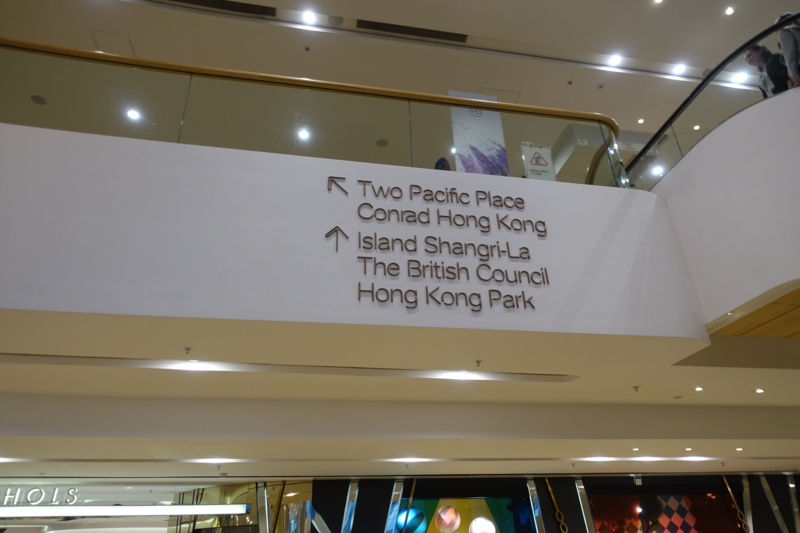 Two Pacific Place
Conrad Hong Kong
Island Shangri-La
The British Council
Hong Kong Park
HOLS